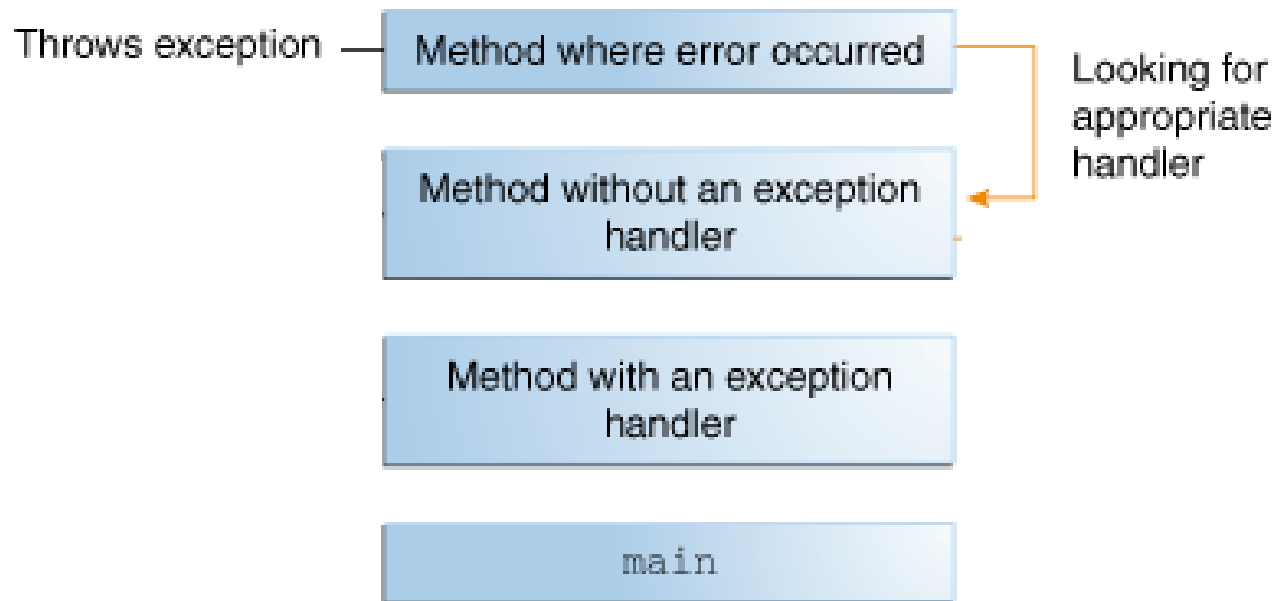 Throws exception
Method where error occurred
Looking for
appropriate
handler
Method without an exception
handler
Method with an exception
handler
main